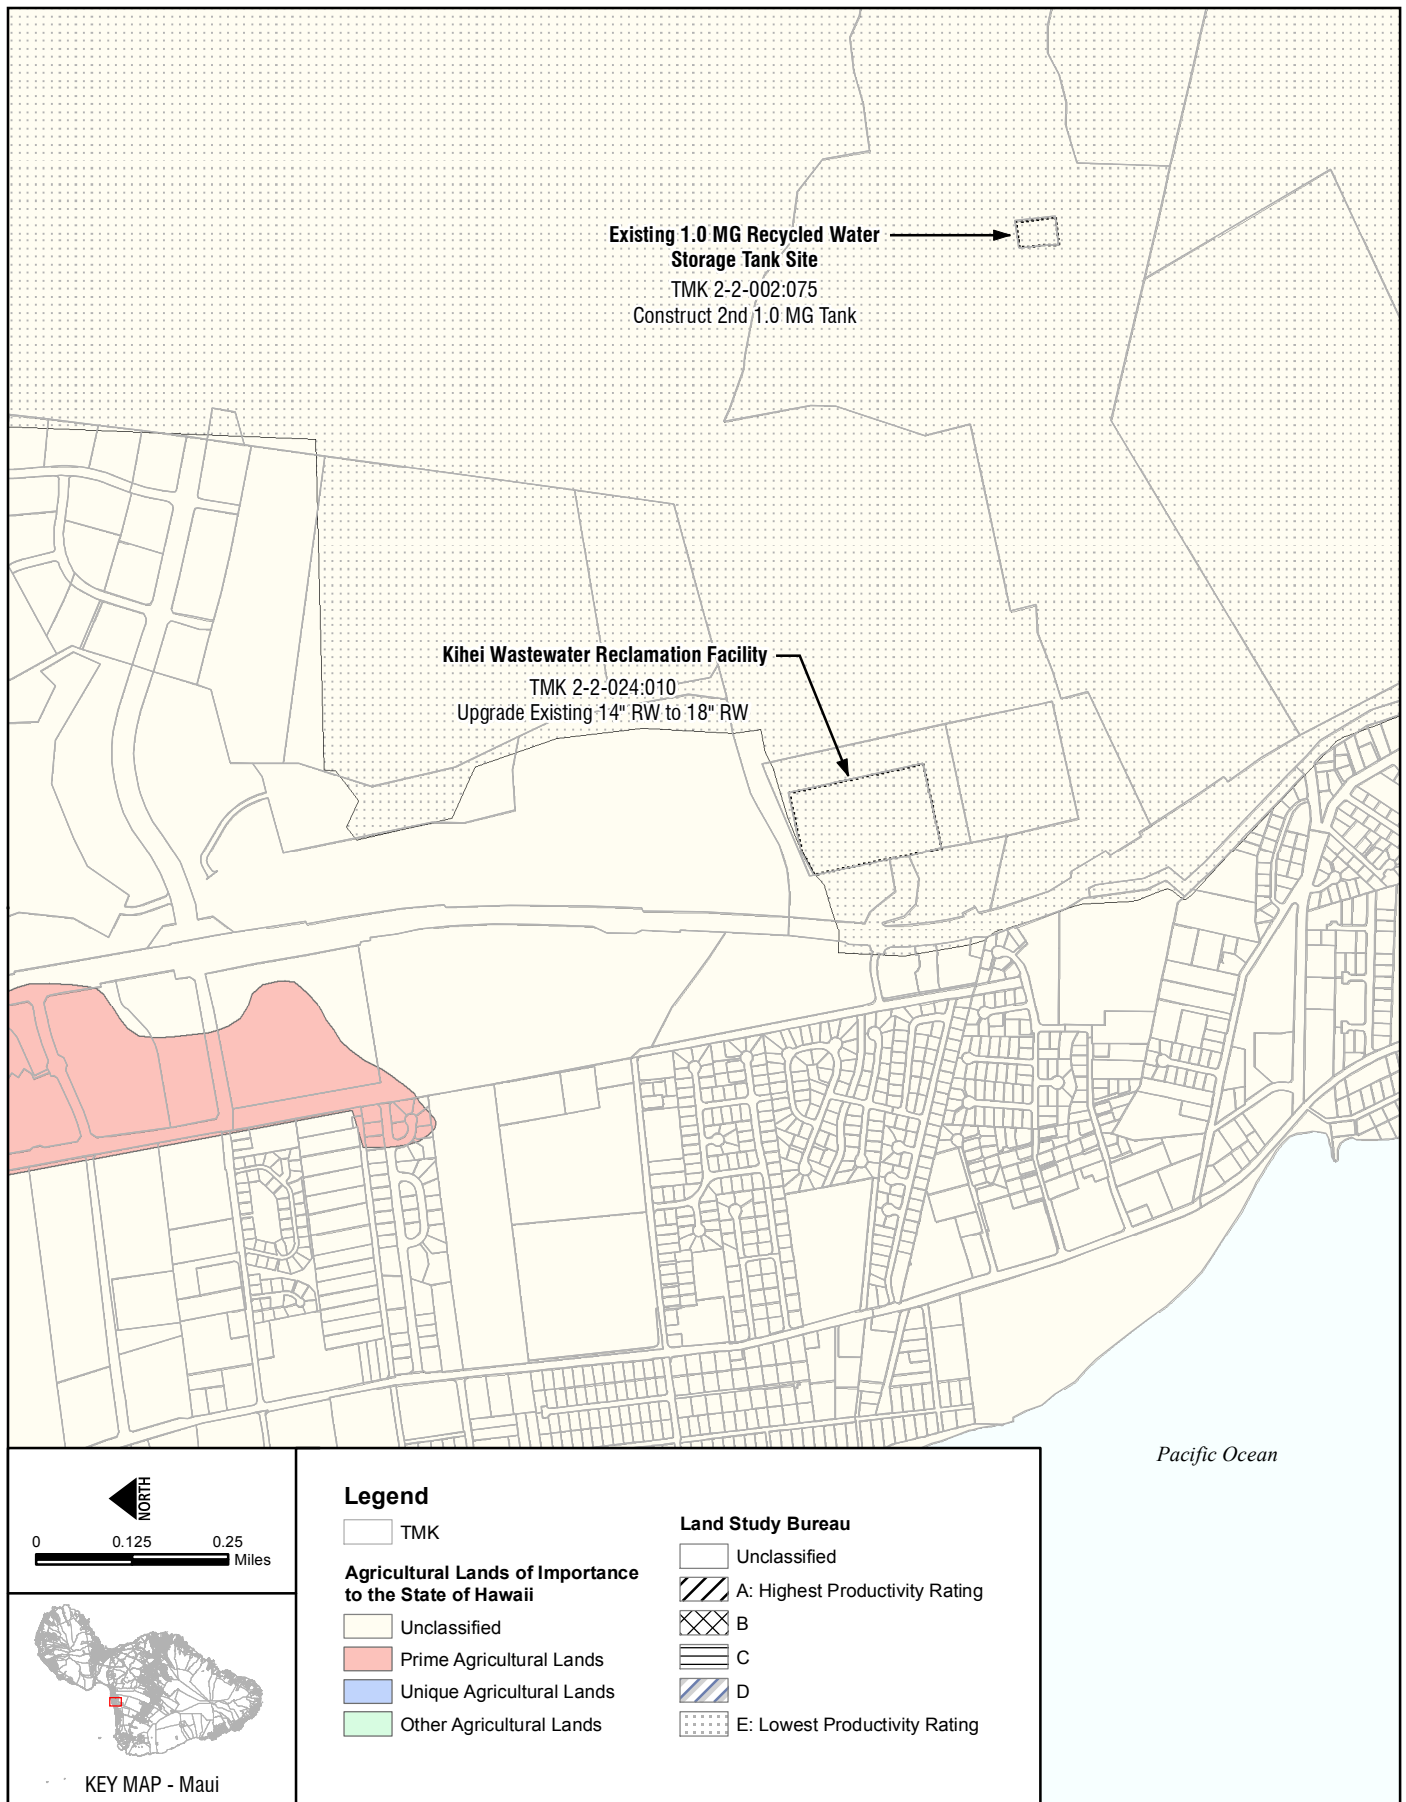 Existing 1.0 MG Recycled Water
Storage Tank Site
TMK 2-2-002:075
Construct 2nd 1.0 MG Tank
Kihei Wastewater Reclamation Facility
TMK 2-2-024:010
Upgrade Existing 14" RW to 18" RW
Pacific Ocean
NORTH
0 0.125 0.25
Miles
KEY MAP - Maui
Legend
TMK
Agricultural Lands of Importance
to the State of Hawaii
Unclassified
Prime Agricultural Lands
Unique Agricultural Lands
Other Agricultural Lands
Land Study Bureau
Unclassified
A: Highest Productivity Rating
B
C
D
E: Lowest Productivity Rating